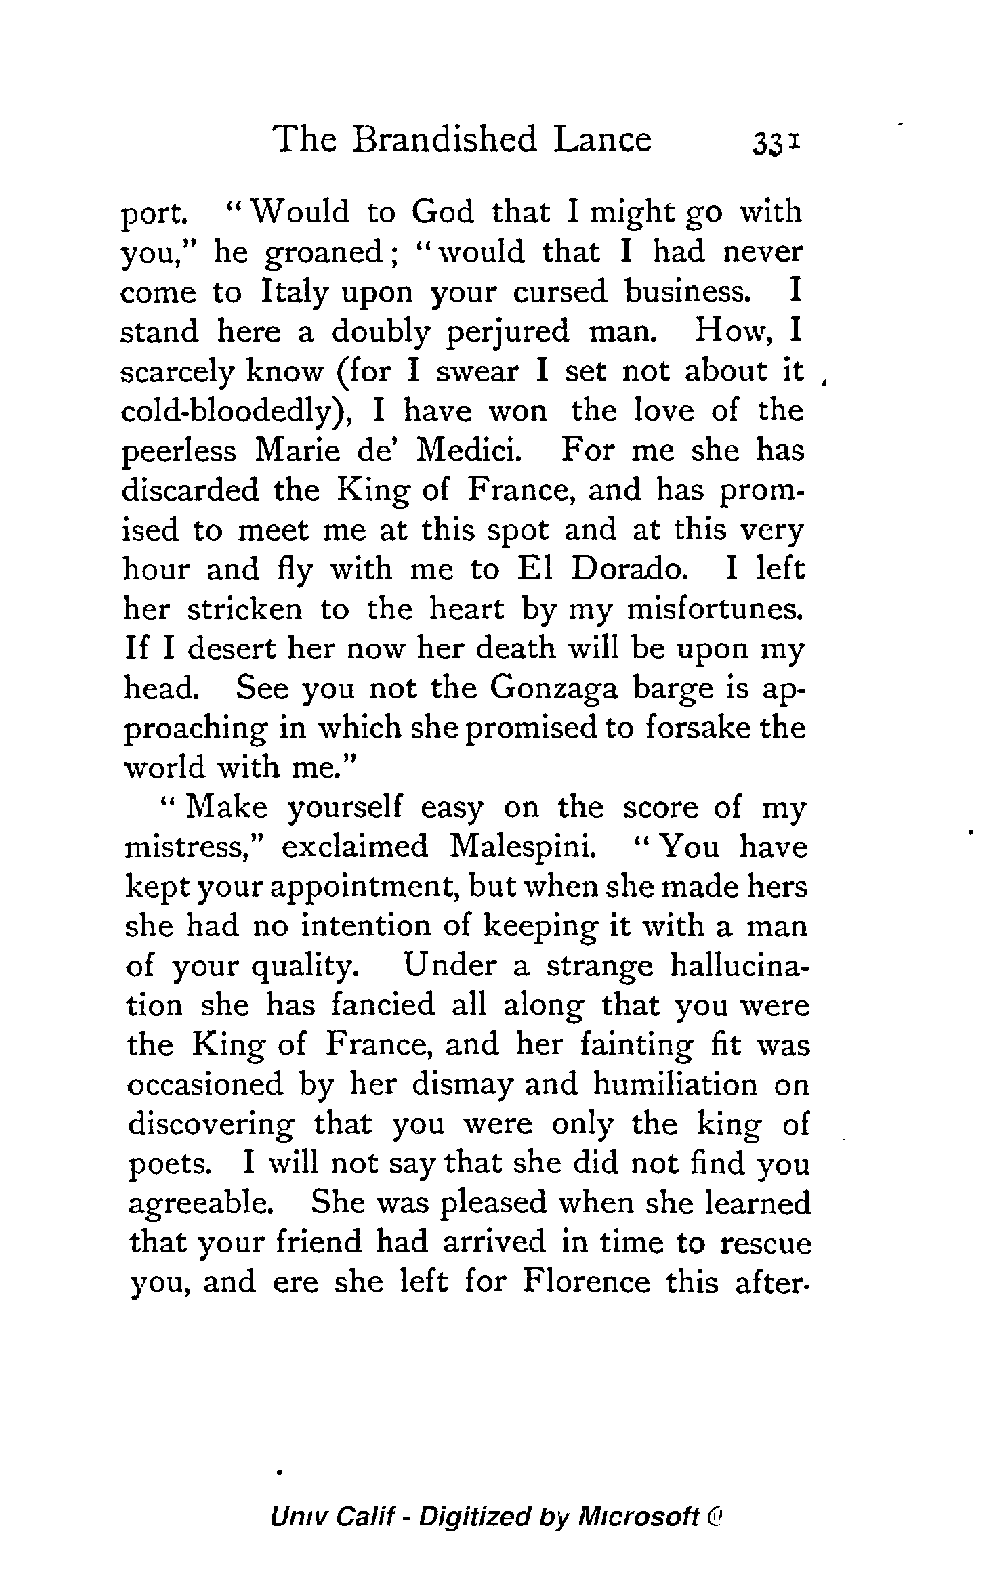 The Brandished Lance 331
port. “Would to God that I might go with
you,” he groaned; “would that I had never
come to Italy upon your cursed business. I
stand here a doubly perjured man. How, I
scarcely know (for I swear I set not about it
cold-bloodedly), I have won the love of the
peerless Marie de’ Medici. For me she has
discarded the King of France, and has prom-
ised to meet me at this spot and at this very
hour and fly with me to El Dorado. I left
her stricken to the heart by my misfortunes.
If I desert her now her death will be upon my
head. See you not the Gonzaga barge is ap-
proaching in which she promised to forsake the
world with me.”
“Make yourself easy on the score of my
mistress,” exclaimed Malespini. “You have
kept your appointment, but when she made hers
she had no intention of keeping it with a man
of your quality. Under a strange hallucina-
tion she has fancied all along that you were
the King of France, and her fainting fit was
occasioned by her dismay and humiliation on
discovering that you were only the king of
poets. I will not say that she did not find you
agreeable. She was pleased when she learned
that your friend had arrived in time to rescue
you, and ere she left for Florence this after-
Univ Calif - Digitized by Microsoft ®